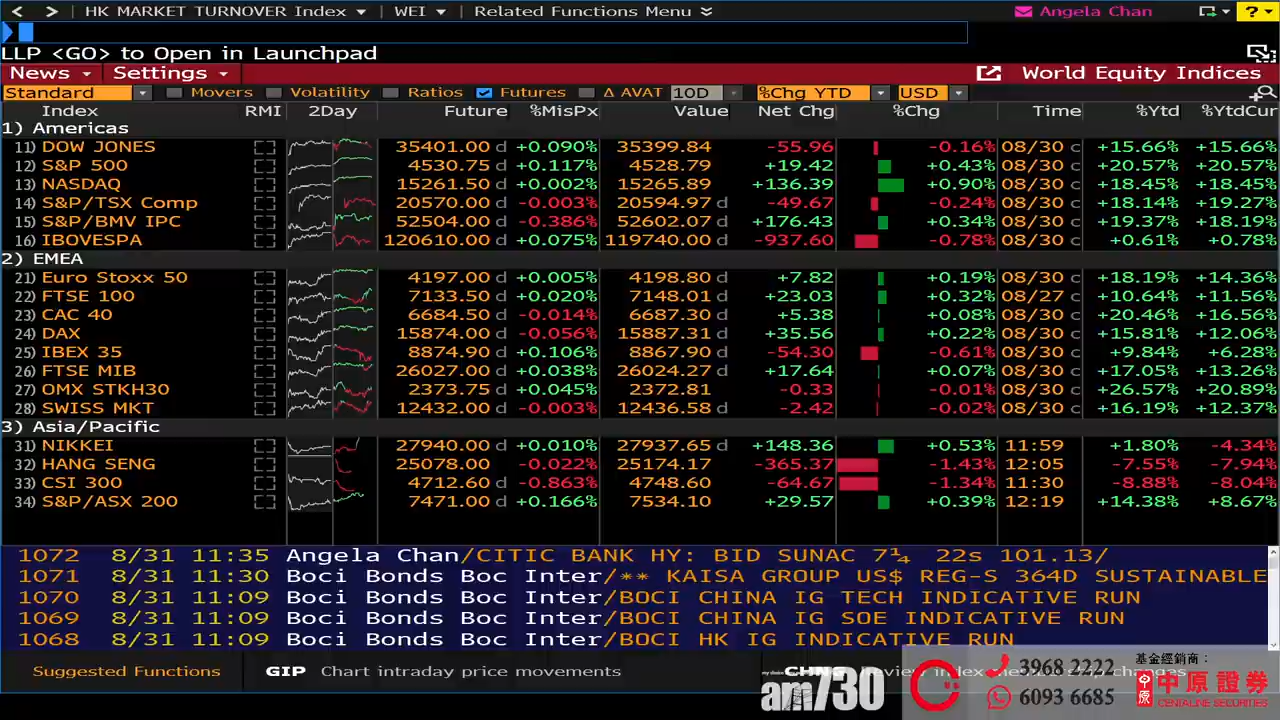 < > HK MARKET TURNOVER Index ▾ WEI ▾ Related Functions Menu Angela Chan ?
LLP <GO> to Open in Launchpad
News Settings World Equity Indices
Standard Movers Volatility Ratios Futures Δ AVAT 10D %Chg YTD USD
Index RMI 2Day Future %MisPx Value Net Chg %Chg Time %Ytd %YtdCur
1) Americas
11) DOW JONES 35401.00 d +0.090% 35399.84 -55.96 -0.16% 08/30 c +15.66% +15.66%
12) S&P 500 4530.75 d +0.117% 4528.79 +19.42 +0.43% 08/30 c +20.57% +20.57%
13) NASDAQ 15261.50 d +0.002% 15265.89 +136.39 +0.90% 08/30 c +18.45% +18.45%
14) S&P/TSX Comp 20570.00 d -0.003% 20594.97 d -49.67 -0.24% 08/30 c +18.14% +19.27%
15) S&P/BMV IPC 52504.00 d -0.386% 52602.07 d +176.43 +0.34% 08/30 c +19.37% +18.19%
16) IBOVESPA 120610.00 d +0.075% 119740.00 d -937.60 -0.78% 08/30 c +0.61% +0.78%
2) EMEA
21) Euro Stoxx 50 4197.00 d +0.005% 4198.80 d +7.82 +0.19% 08/30 c +18.19% +14.36%
22) FTSE 100 7133.50 d +0.020% 7148.01 d +23.03 +0.32% 08/27 c +10.64% +11.56%
23) CAC 40 6684.50 d -0.014% 6687.30 d +5.38 +0.08% 08/30 c +20.46% +16.56%
24) DAX 15874.00 d -0.056% 15887.31 d +35.56 +0.22% 08/30 c +15.81% +12.06%
25) IBEX 35 8874.90 d +0.106% 8867.90 d -54.30 -0.61% 08/30 c +9.84% +6.28%
26) FTSE MIB 26027.00 d +0.038% 26024.27 d +17.64 +0.07% 08/30 c +17.05% +13.26%
27) OMX STKH30 2373.75 d +0.045% 2372.81 -0.33 -0.01% 08/30 c +26.57% +20.89%
28) SWISS MKT 12432.00 d -0.003% 12436.58 d -2.42 -0.02% 08/30 c +16.19% +12.37%
3) Asia/Pacific
31) NIKKEI 27940.00 d +0.010% 27937.65 d +148.36 +0.53% 11:59 +1.80% -4.34%
32) HANG SENG 25078.00 -0.022% 25174.17 -365.37 -1.43% 12:05 -7.55% -7.94%
33) CSI 300 4712.60 d -0.863% 4748.60 -64.67 -1.34% 11:30 -8.88% -8.04%
34) S&P/ASX 200 7471.00 d +0.166% 7534.10 +29.57 +0.39% 12:19 +14.38% +8.67%
1072 8/31 11:35 Angela Chan/CITIC BANK HY: BID SUNAC 7¼ 22s 101.13/
1071 8/31 11:30 Boci Bonds Boc Inter/** KAISA GROUP US$ REG-S 364D SUSTAINABLE
1070 8/31 11:09 Boci Bonds Boc Inter/BOCI CHINA IG TECH INDICATIVE RUN
1069 8/31 11:09 Boci Bonds Boc Inter/BOCI CHINA IG SOE INDICATIVE RUN
1068 8/31 11:09 Boci Bonds Boc Inter/BOCI HK IG INDICATIVE RUN
Suggested Functions GIP Chart intraday price movements CHNG
am730
3968 2222
6093 6685
基金經銷商：
中原證券
CENTALINE SECURITIES